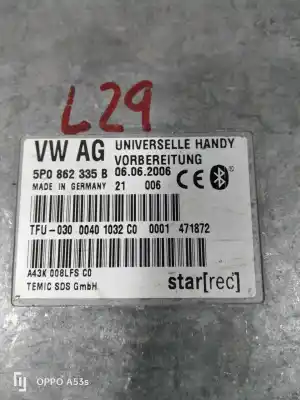 L29
VW AG UNIVERSELLE HANDY
VORBEREITUNG
5P0 862 335 B 06.06.2006
MADE IN GERMANY 21 006 CE
TFU-030 0040 1032 C0 0001 471872
A43K 008LFS C0
TEMIC SDS GmbH star[rec]
OPPO A53s